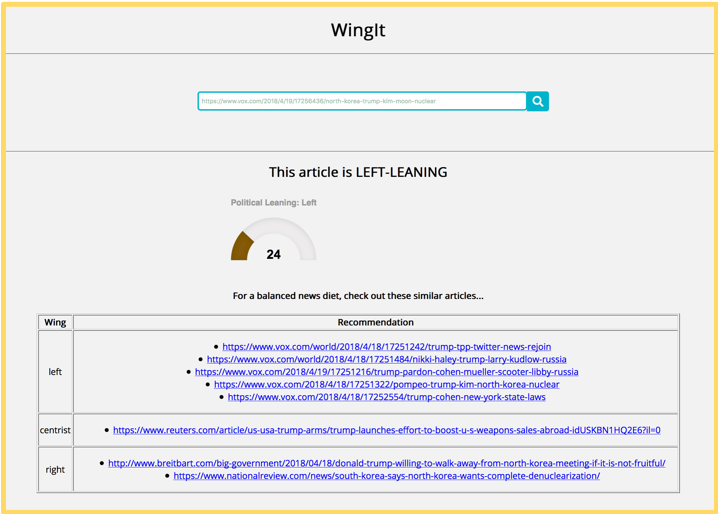 WingIt
https://www.vox.com/2018/4/19/17256436/north-korea-trump-kim-moon-nuclear
This article is LEFT-LEANING
Political Leaning: Left
24
For a balanced news diet, check out these similar articles...
Wing Recommendation
left
https://www.vox.com/world/2018/4/18/17251242/trump-tpp-twitter-news-rejoin
https://www.vox.com/world/2018/4/18/17251484/nikki-haley-trump-larry-kudlow-russia
https://www.vox.com/2018/4/19/17251216/trump-pardon-cohen-mueller-scooter-libby-russia
https://www.vox.com/2018/4/18/17251322/pompeo-trump-kim-north-korea-nuclear
https://www.vox.com/2018/4/18/17252554/trump-cohen-new-york-state-laws
centrist
https://www.reuters.com/article/us-usa-trump-arms/trump-launches-effort-to-boost-u-s-weapons-sales-abroad-idUSKBN1HQ2E6?il=0
right
http://www.breitbart.com/big-government/2018/04/18/donald-trump-willing-to-walk-away-from-north-korea-meeting-if-it-is-not-fruitful/
https://www.nationalreview.com/news/south-korea-says-north-korea-wants-complete-denuclearization/